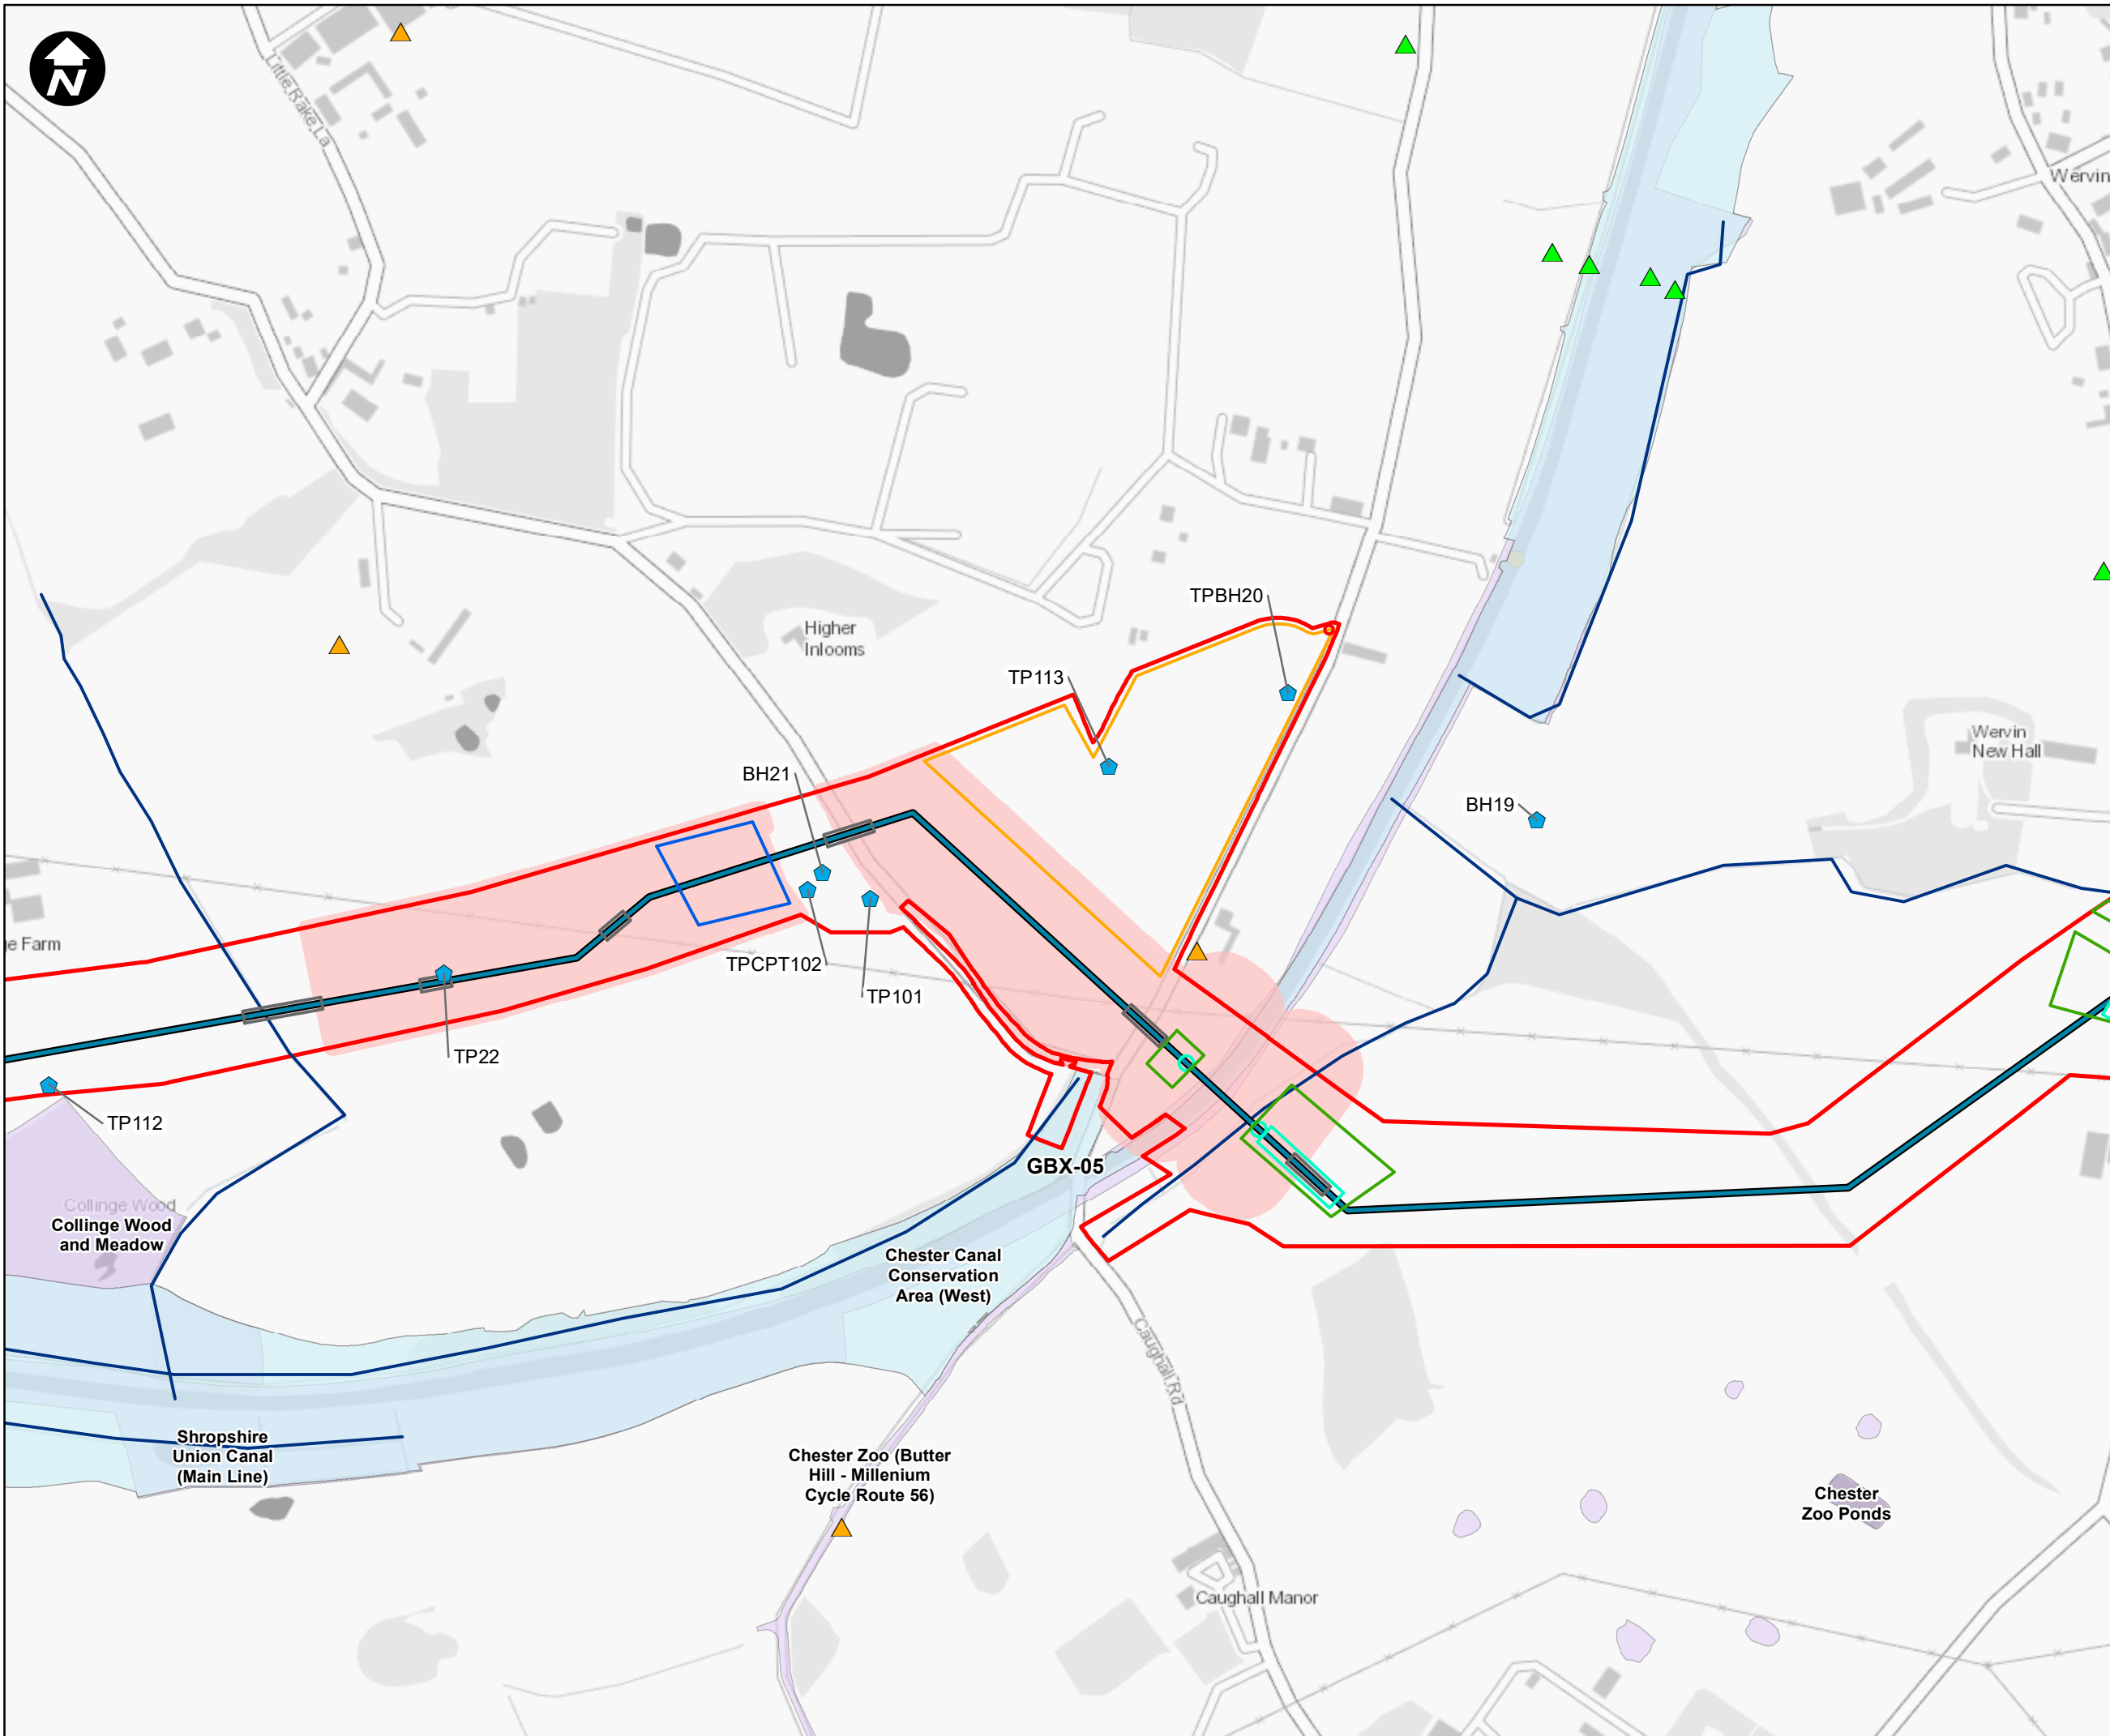 N
Little Rake La
Wervin
TPBH20
Higher
Inlooms
TP113
Wervin
New Hall
BH21
BH19
e Farm
TPCPT102
TP101
TP22
TP112
GBX-05
Collinge Wood
Collinge Wood
and Meadow
Chester Canal
Conservation
Area (West)
Caughall Rd
Shropshire
Union Canal
(Main Line)
Chester Zoo (Butter
Hill - Millenium
Cycle Route 56)
Chester
Zoo Ponds
Caughall Manor